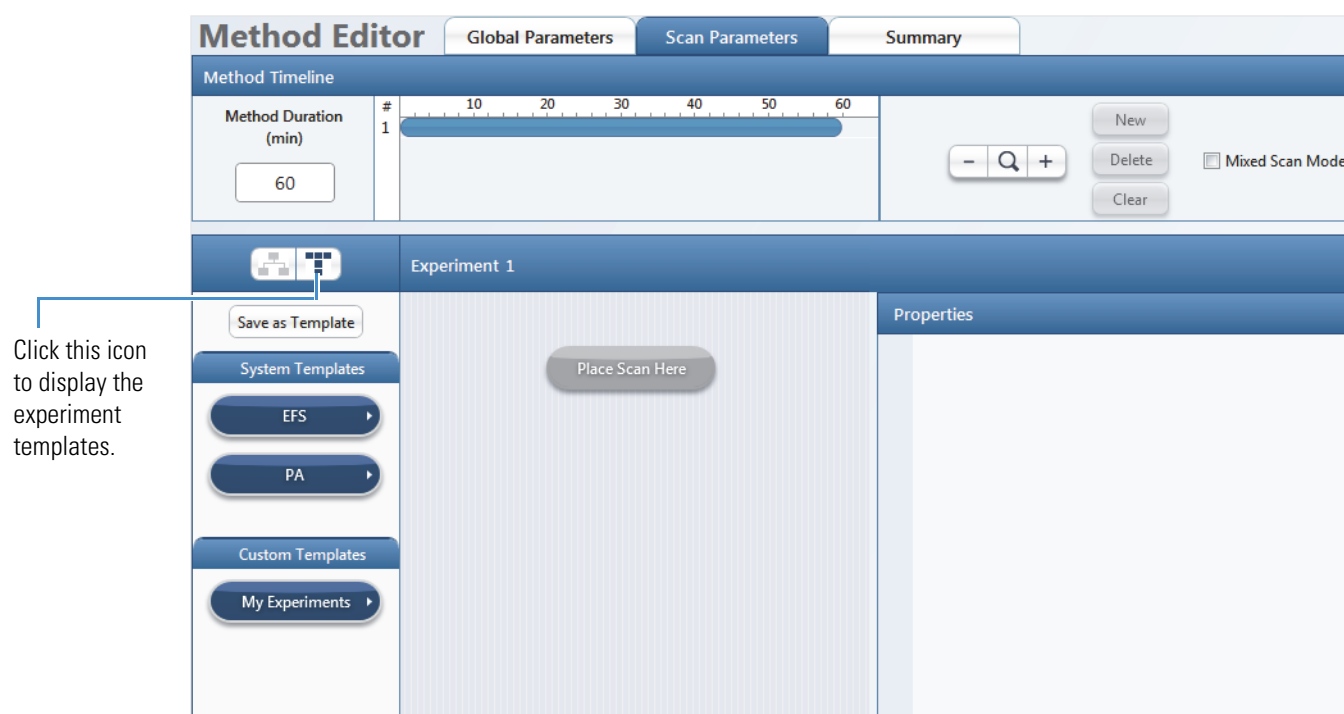 Method Editor
Global Parameters
Scan Parameters
Summary
Method Timeline
Method Duration
(min)
60
#
10 20 30 40 50 60
1
- +
New
Delete
Clear
Mixed Scan Mode
Experiment 1
Save as Template
System Templates
EFS
PA
Custom Templates
My Experiments
Place Scan Here
Properties
Click this icon
to display the
experiment
templates.